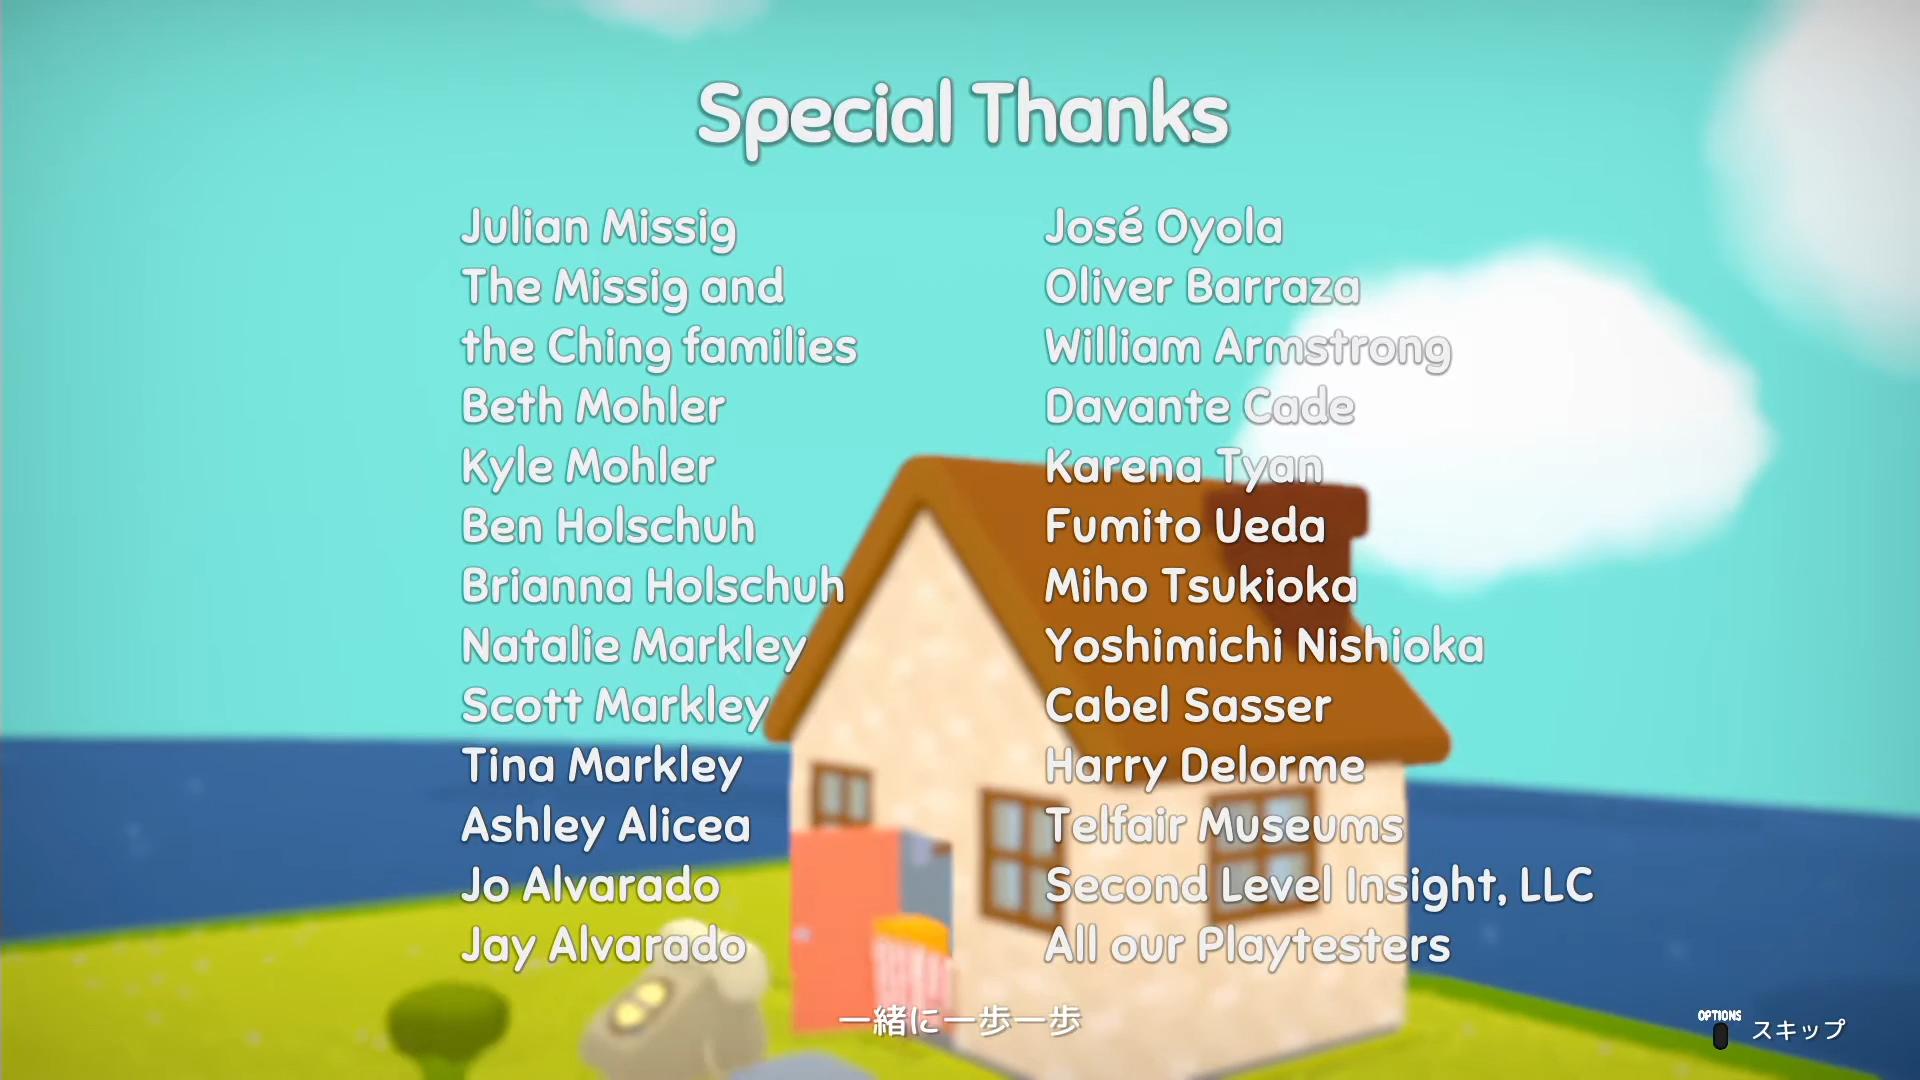 Special Thanks
Julian Missig
The Missig and
the Ching families
Beth Mohler
Kyle Mohler
Ben Holschuh
Brianna Holschuh
Natalie Markley
Scott Markley
Tina Markley
Ashley Alicea
Jo Alvarado
Jay Alvarado
José Oyola
Oliver Barraza
William Armstrong
Davante Cade
Karena Tyan
Fumito Ueda
Miho Tsukioka
Yoshimichi Nishioka
Cabel Sasser
Harry Delorme
Telfair Museums
Second Level Insight, LLC
All our Playtesters
一緒に一歩一歩
OPTIONS
スキップ